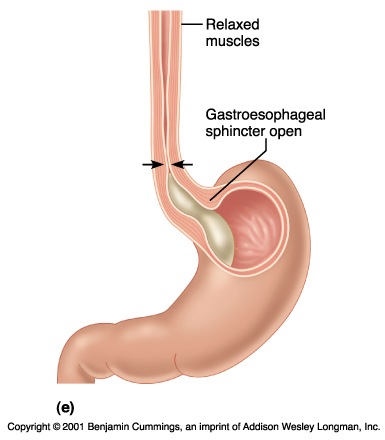 Relaxed
muscles
Gastroesophageal
sphincter open
(e)
Copyright © 2001 Benjamin Cummings, an imprint of Addison Wesley Longman, Inc.